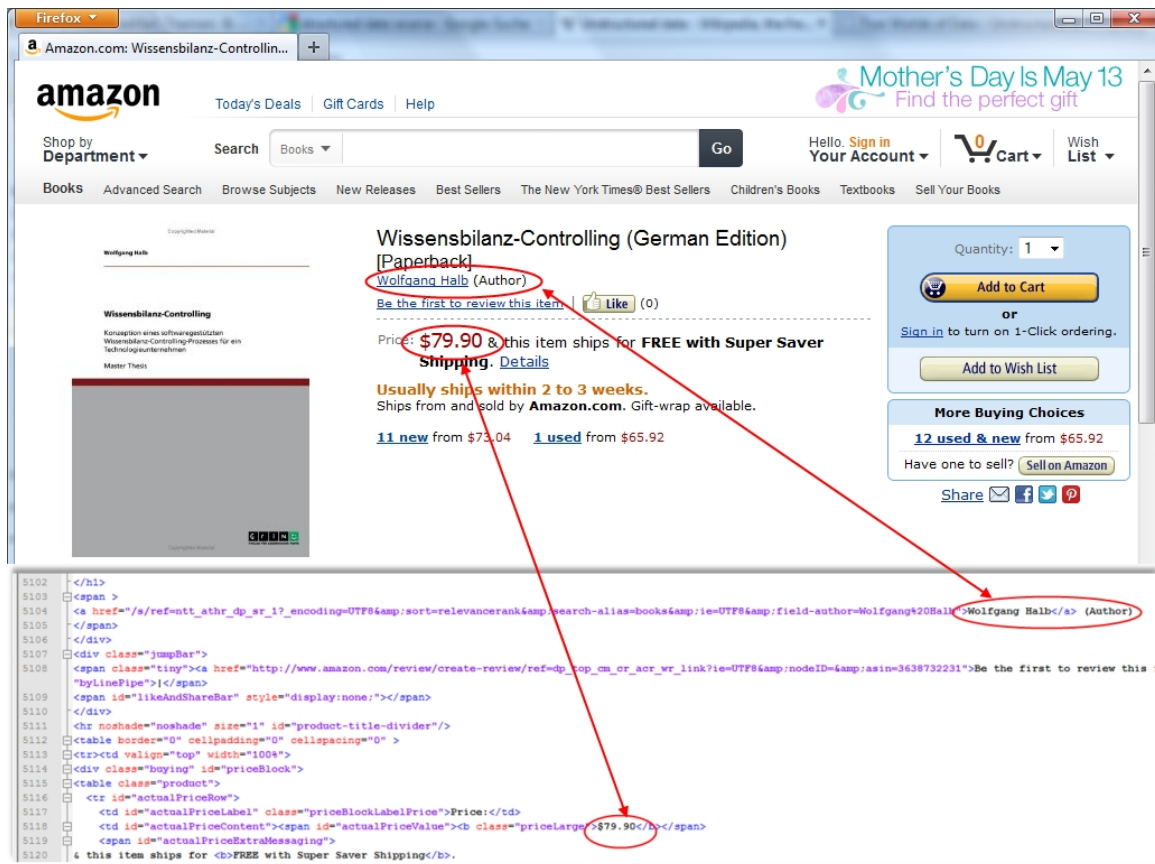 Firefox
Amazon.com: Wissensbilanz-Controllin... +
amazon
Today's Deals Gift Cards Help
Mother's Day Is May 13
Find the perfect gift
Shop by
Department
Search Books Go
Hello. Sign in
Your Account
0
Cart
Wish
List
Books Advanced Search Browse Subjects New Releases Best Sellers The New York Times® Best Sellers Children's Books Textbooks Sell Your Books
Copyrighted Material
Wolfgang Halb
Wissensbilanz-Controlling
Konzeption eines softwaregestützten
Wissensbilanz-Controlling-Prozesses für ein
Technologieunternehmen
Master Thesis
GRIN
Copyrighted Material
Wissensbilanz-Controlling (German Edition)
[Paperback]
Wolfgang Halb (Author)
Be the first to review this item | Like (0)
Price: $79.90 & this item ships for FREE with Super Saver
Shipping. Details
Usually ships within 2 to 3 weeks.
Ships from and sold by Amazon.com. Gift-wrap available.
11 new from $73.04 1 used from $65.92
Quantity: 1
Add to Cart
or
Sign in to turn on 1-Click ordering.
Add to Wish List
More Buying Choices
12 used & new from $65.92
Have one to sell? Sell on Amazon
Share
5102 </h1>
5103 <span >
5104 <a href="/s/ref=ntt_athr_dp_sr_1?_encoding=UTF8&amp;sort=relevancerank&amp;search-alias=books&amp;ie=UTF8&amp;field-author=Wolfgang%20Halb">Wolfgang Halb</a> (Author)
5105 </span>
5106 </div>
5107 <div class="jumpBar">
5108 <span class="tiny"><a href="http://www.amazon.com/review/create-review/ref=dp_top_cm_cr_acr_wr_link?ie=UTF8&amp;nodeID=&amp;asin=3638732231">Be the first to review this
"byLinePipe">|</span>
5109 <span id="likeAndShareBar" style="display:none;"></span>
5110 </div>
5111 <hr noshade="noshade" size="1" id="product-title-divider"/>
5112 <table border="0" cellpadding="0" cellspacing="0" >
5113 <tr><td valign="top" width="100%">
5114 <div class="buying" id="priceBlock">
5115 <table class="product">
5116 <tr id="actualPriceRow">
5117 <td id="actualPriceLabel" class="priceBlockLabelPrice">Price:</td>
5118 <td id="actualPriceContent"><span id="actualPriceValue"><b class="priceLarge">$79.90</b></span>
5119 <span id="actualPriceExtraMessaging">
5120 & this item ships for <b>FREE with Super Saver Shipping</b>.